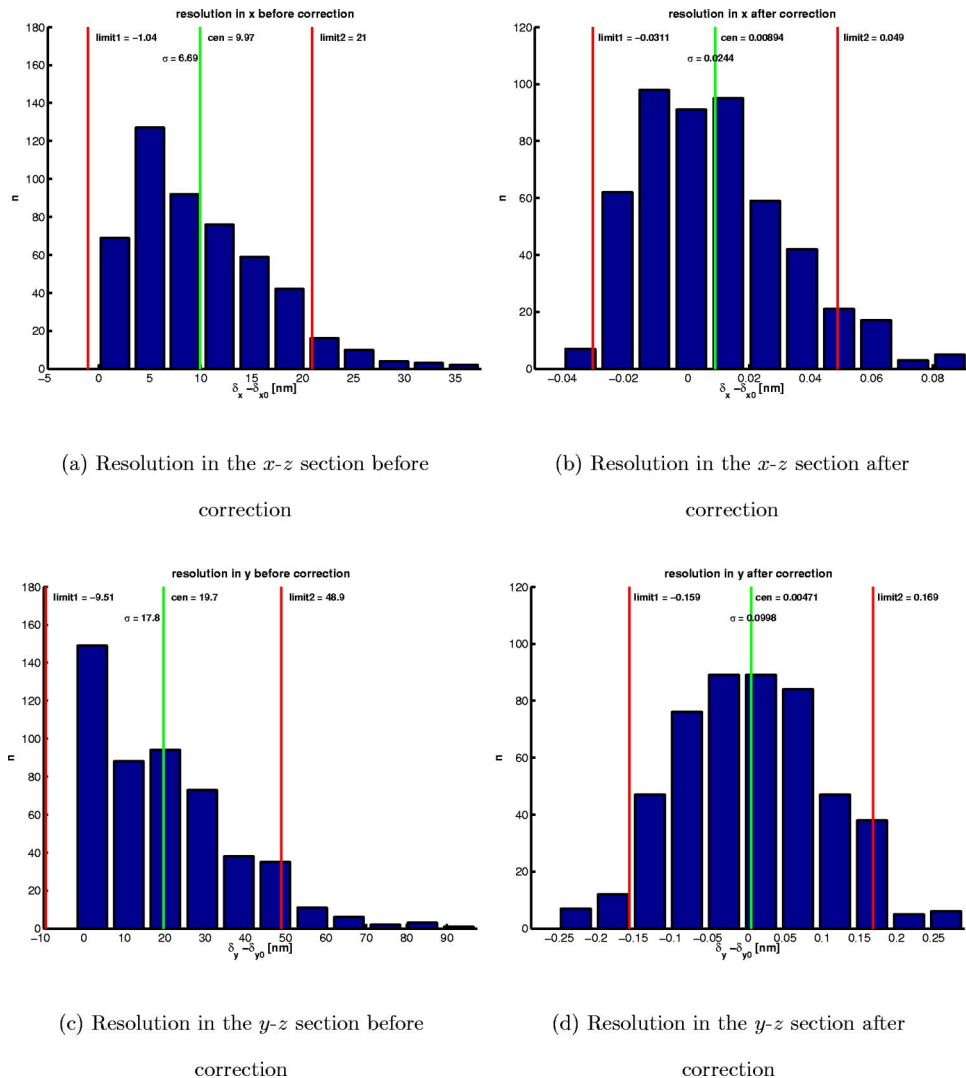 resolution in x before correction
180
160
140
120
100
80
60
40
20
0
n
limit1 = −1.04
cen = 9.97
limit2 = 21
σ = 6.69
−5
0
5
10
15
20
25
30
35
δx −δx0 [nm]
(a) Resolution in the x-z section before
correction
resolution in x after correction
120
100
80
60
40
20
0
n
limit1 = −0.0311
cen = 0.00894
limit2 = 0.049
σ = 0.0244
−0.04
−0.02
0
0.02
0.04
0.06
0.08
δx −δx0 [nm]
(b) Resolution in the x-z section after
correction
resolution in y before correction
180
160
140
120
100
80
60
40
20
0
n
limit1 = −9.51
cen = 19.7
limit2 = 48.9
σ = 17.8
−10
0
10
20
30
40
50
60
70
80
90
δy −δy0 [nm]
(c) Resolution in the y-z section before
correction
resolution in y after correction
120
100
80
60
40
20
0
n
limit1 = −0.159
cen = 0.00471
limit2 = 0.169
σ = 0.0998
−0.25
−0.2
−0.15
−0.1
−0.05
0
0.05
0.1
0.15
0.2
0.25
δy −δy0 [nm]
(d) Resolution in the y-z section after
correction